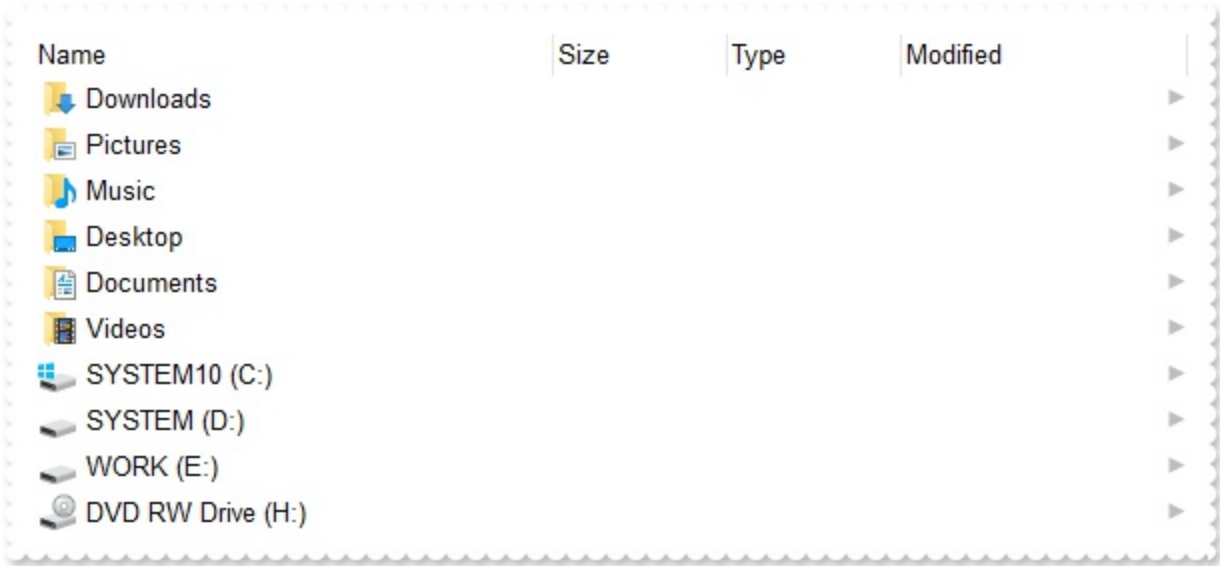 Name Size Type Modified
Downloads
Pictures
Music
Desktop
Documents
Videos
SYSTEM10 (C:)
SYSTEM (D:)
WORK (E:)
DVD RW Drive (H:)